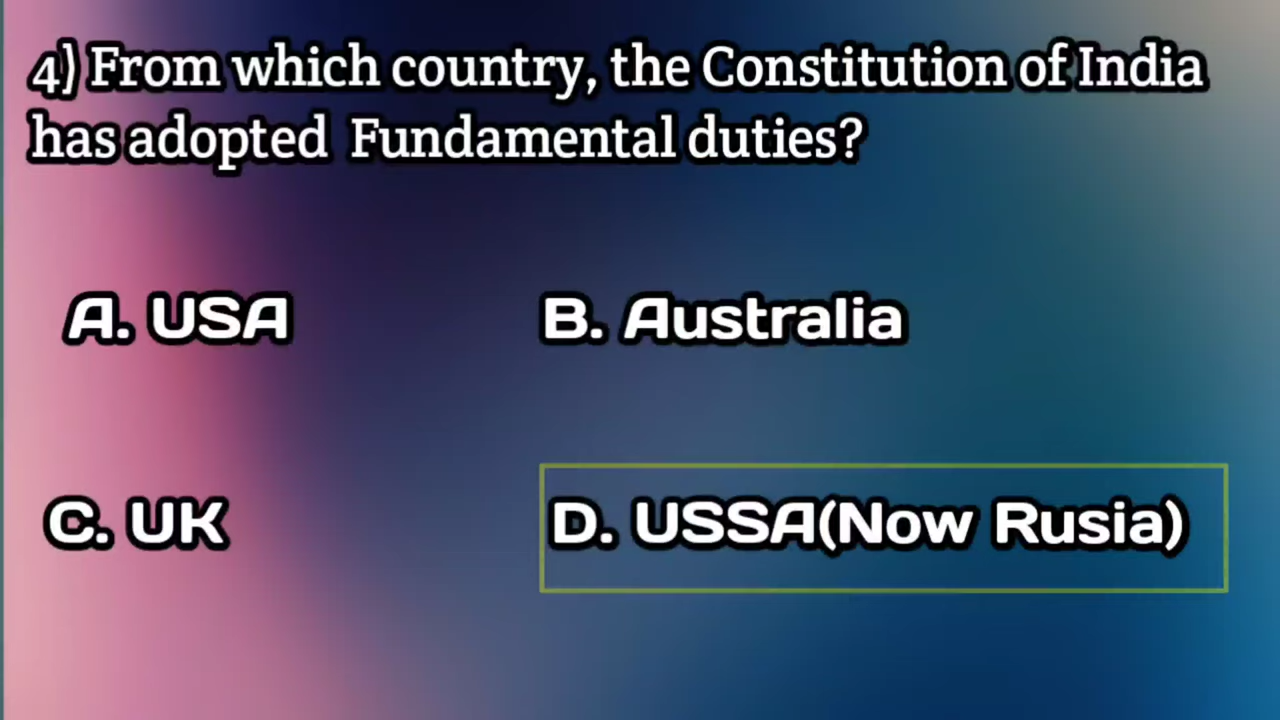 4) From which country, the Constitution of India
has adopted Fundamental duties?
A. USA
B. Australia
C. UK
D. USSA(Now Rusia)